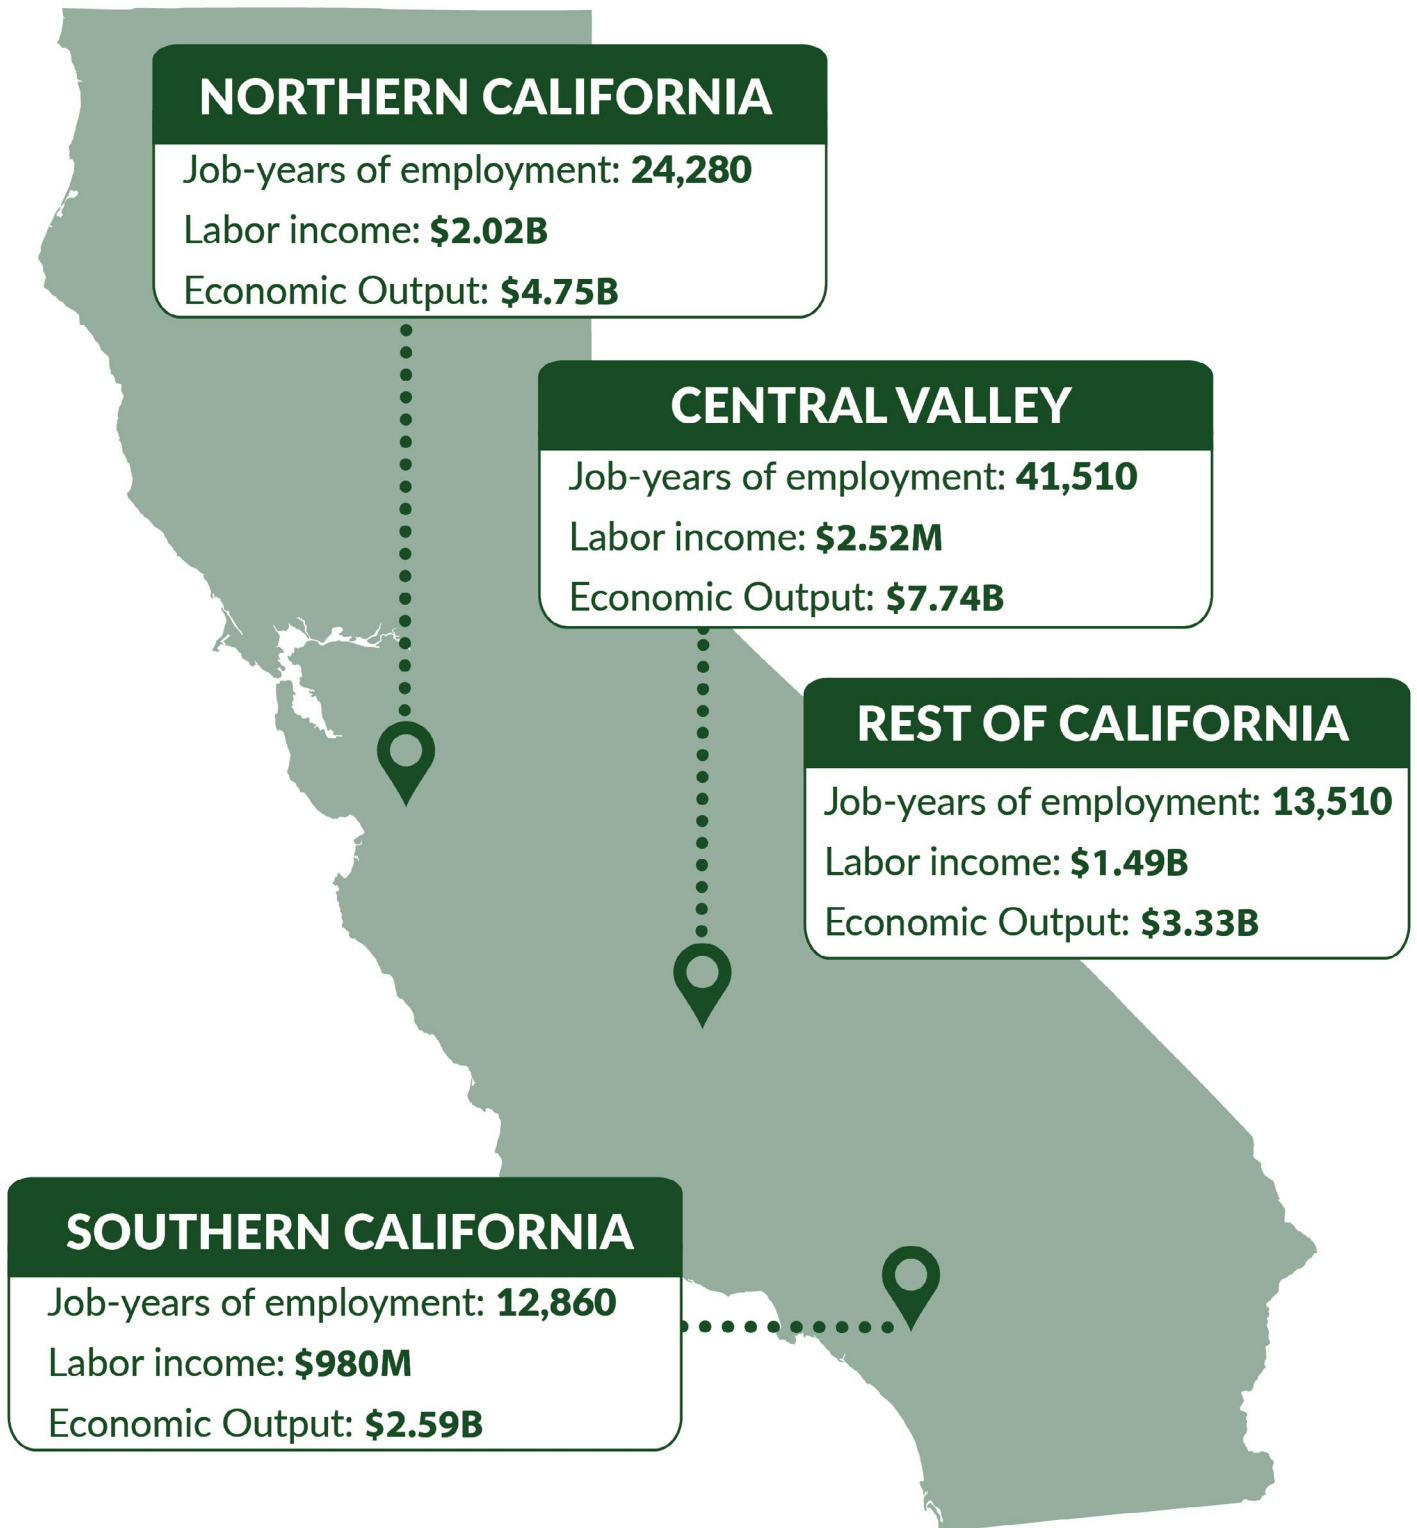 NORTHERN CALIFORNIA
Job-years of employment: 24,280
Labor income: $2.02B
Economic Output: $4.75B
CENTRAL VALLEY
Job-years of employment: 41,510
Labor income: $2.52M
Economic Output: $7.74B
REST OF CALIFORNIA
Job-years of employment: 13,510
Labor income: $1.49B
Economic Output: $3.33B
SOUTHERN CALIFORNIA
Job-years of employment: 12,860
Labor income: $980M
Economic Output: $2.59B